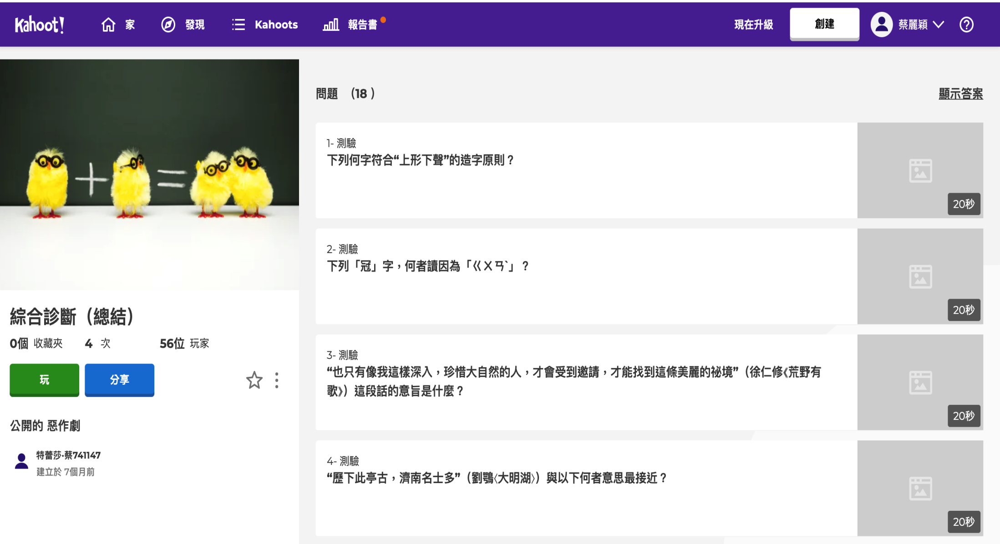 Kahoot!
家
發現
Kahoots
報告書
現在升級
創建
蔡麗穎
問題 （18 ）
顯示答案
1- 測驗
下列何字符合“上形下聲”的造字原則？
20秒
2- 測驗
下列「冠」字，何者讀因為「ㄍㄨㄢˋ」？
20秒
3- 測驗
“也只有像我這樣深入，珍惜大自然的人，才會受到邀請，才能找到這條美麗的祕境”（徐仁修《荒野有
歌》）這段話的意旨是什麼？
20秒
4- 測驗
“歷下此亭古，濟南名士多”（劉鶚〈大明湖〉）與以下何者意思最接近？
20秒
綜合診斷（總結）
0個 收藏夾 4 次 56位 玩家
玩
分享
公開的 惡作劇
特蕾莎·蔡741147
建立於 7個月前